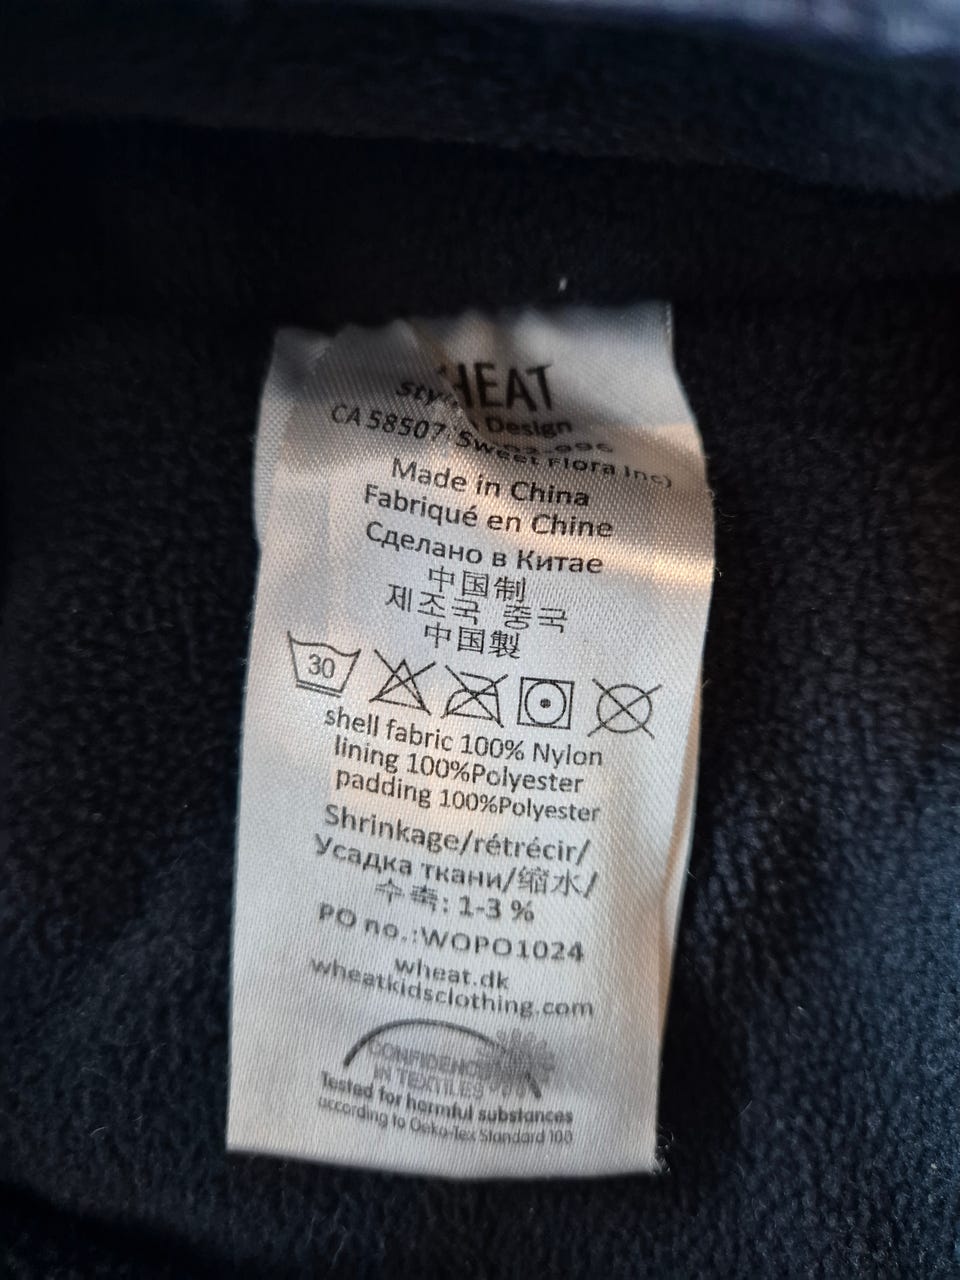 HEAT
Design
CA 58507 Sweet Flora Inc)
Made in China
Fabriqué en Chine
Сделано в Китае
中国制
제조국 중국
中国製
30
shell fabric 100% Nylon
lining 100%Polyester
padding 100%Polyester
Shrinkage/rétrécir/
Усадка ткани/缩水/
수축: 1-3 %
PO no.:WOPO1024
wheat.dk
wheatkidsclothing.com
CONFIDENCE
IN TEXTILES
Tested for harmful substances
according to Oeko-Tex Standard 100